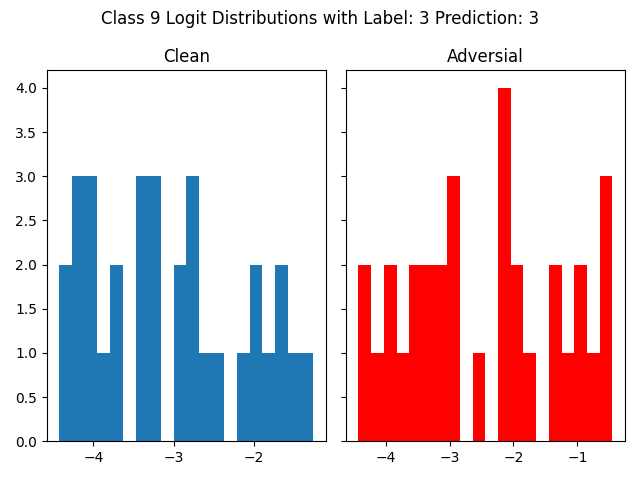 Class 9 Logit Distributions with Label: 3 Prediction: 3
Clean
Adversial
4.0
3.5
3.0
2.5
2.0
1.5
1.0
0.5
0.0
−4 −3 −2
−4 −3 −2 −1